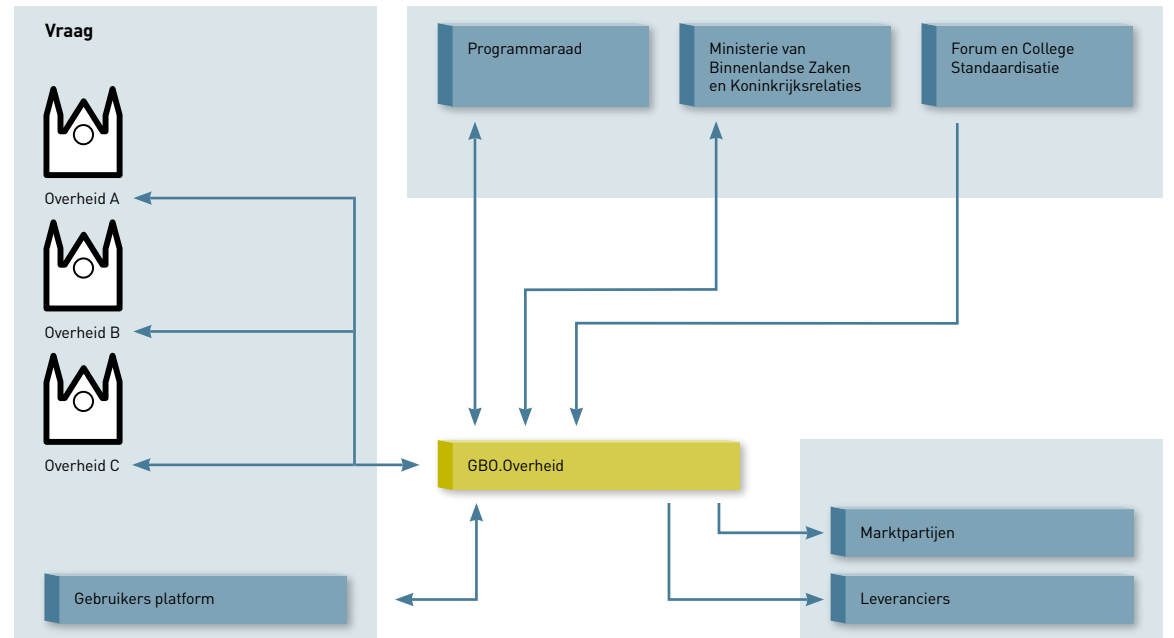 Vraag
Overheid A
Overheid B
Overheid C
Gebruikers platform
Programmaraad
Ministerie van
Binnenlandse Zaken
en Koninkrijksrelaties
Forum en College
Standaardisatie
GBO.Overheid
Marktpartijen
Leveranciers